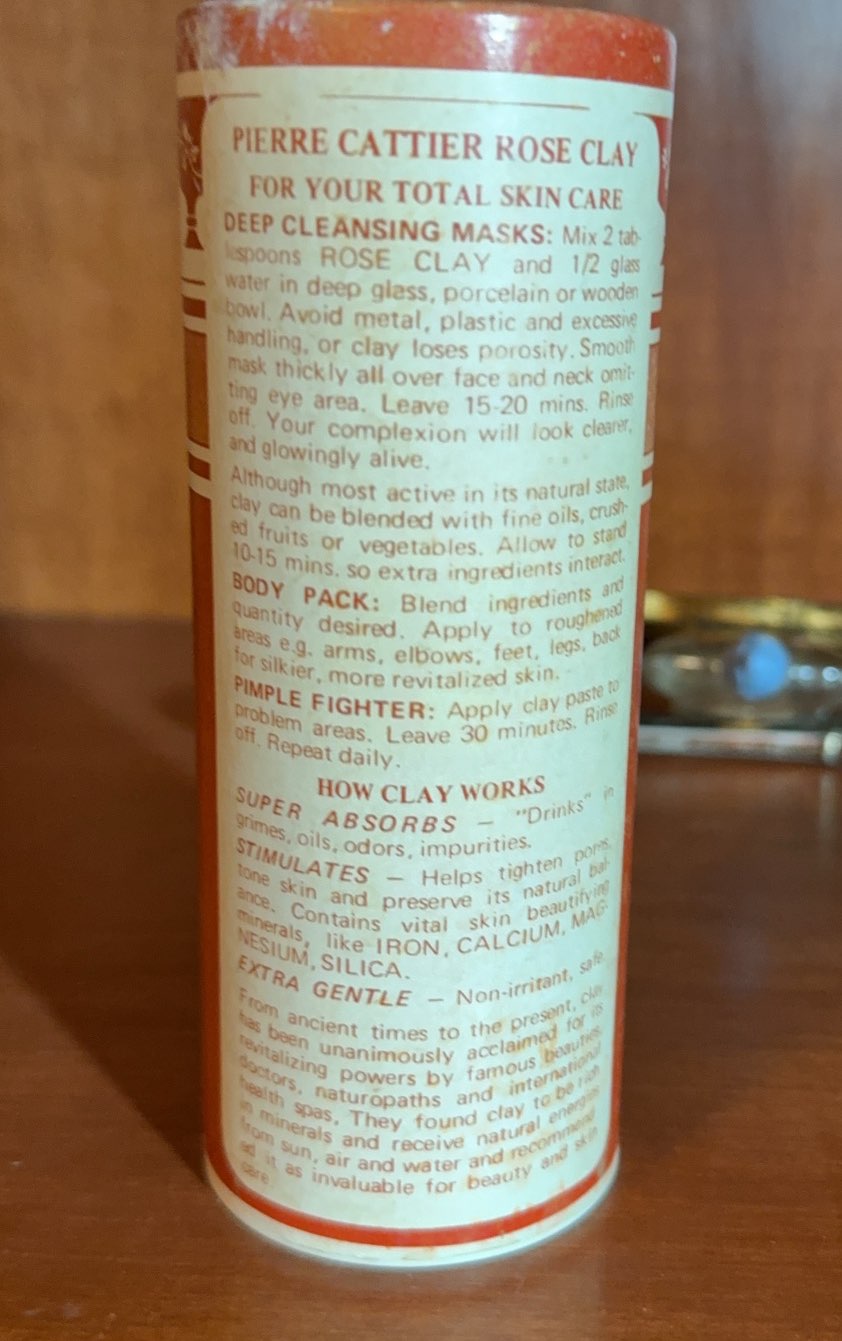 PIERRE CATTIER ROSE CLAY
FOR YOUR TOTAL SKIN CARE
DEEP CLEANSING MASKS: Mix 2 tab-
lespoons ROSE CLAY and 1/2 glass
water in deep glass, porcelain or wooden
bowl. Avoid metal, plastic and excessive
handling, or clay loses porosity. Smooth
mask thickly all over face and neck omit-
ting eye area. Leave 15-20 mins. Rinse
off. Your complexion will look clearer,
and glowingly alive.
Although most active in its natural state,
clay can be blended with fine oils, crush-
ed fruits or vegetables. Allow to stand
10-15 mins. so extra ingredients interact.
BODY PACK: Blend ingredients and
quantity desired. Apply to roughened
areas e.g. arms, elbows, feet, legs, back
for silkier, more revitalized skin.
PIMPLE FIGHTER: Apply clay paste to
problem areas. Leave 30 minutes. Rinse
off. Repeat daily.
HOW CLAY WORKS
SUPER ABSORBS — "Drinks" in
grimes, oils, odors, impurities.
STIMULATES — Helps tighten pores,
tone skin and preserve its natural bal-
ance. Contains vital skin beautifying
minerals, like IRON, CALCIUM, MAG-
NESIUM, SILICA.
EXTRA GENTLE — Non-irritant, safe.
From ancient times to the present, clay
has been unanimously acclaimed for its
revitalizing powers by famous beauties,
doctors, naturopaths and international
health spas. They found clay to be rich
in minerals and receive natural energies
from sun, air and water and recommend-
ed it as invaluable for beauty and skin
care.